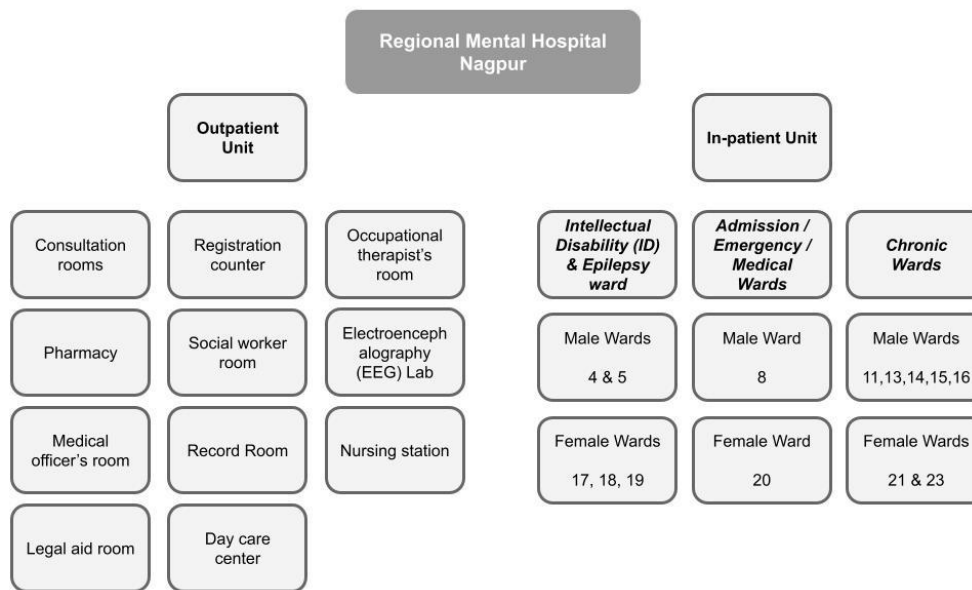 Regional Mental Hospital
Nagpur
Outpatient
Unit
In-patient Unit
Consultation
rooms
Registration
counter
Occupational
therapist's
room
Intellectual
Disability (ID)
& Epilepsy
ward
Admission /
Emergency /
Medical
Wards
Chronic
Wards
Pharmacy
Social worker
room
Electroenceph
alography
(EEG) Lab
Male Wards
4 & 5
Male Ward
8
Male Wards
11,13,14,15,16
Medical
officer's room
Record Room
Nursing station
Female Wards
17, 18, 19
Female Ward
20
Female Wards
21 & 23
Legal aid room
Day care
center